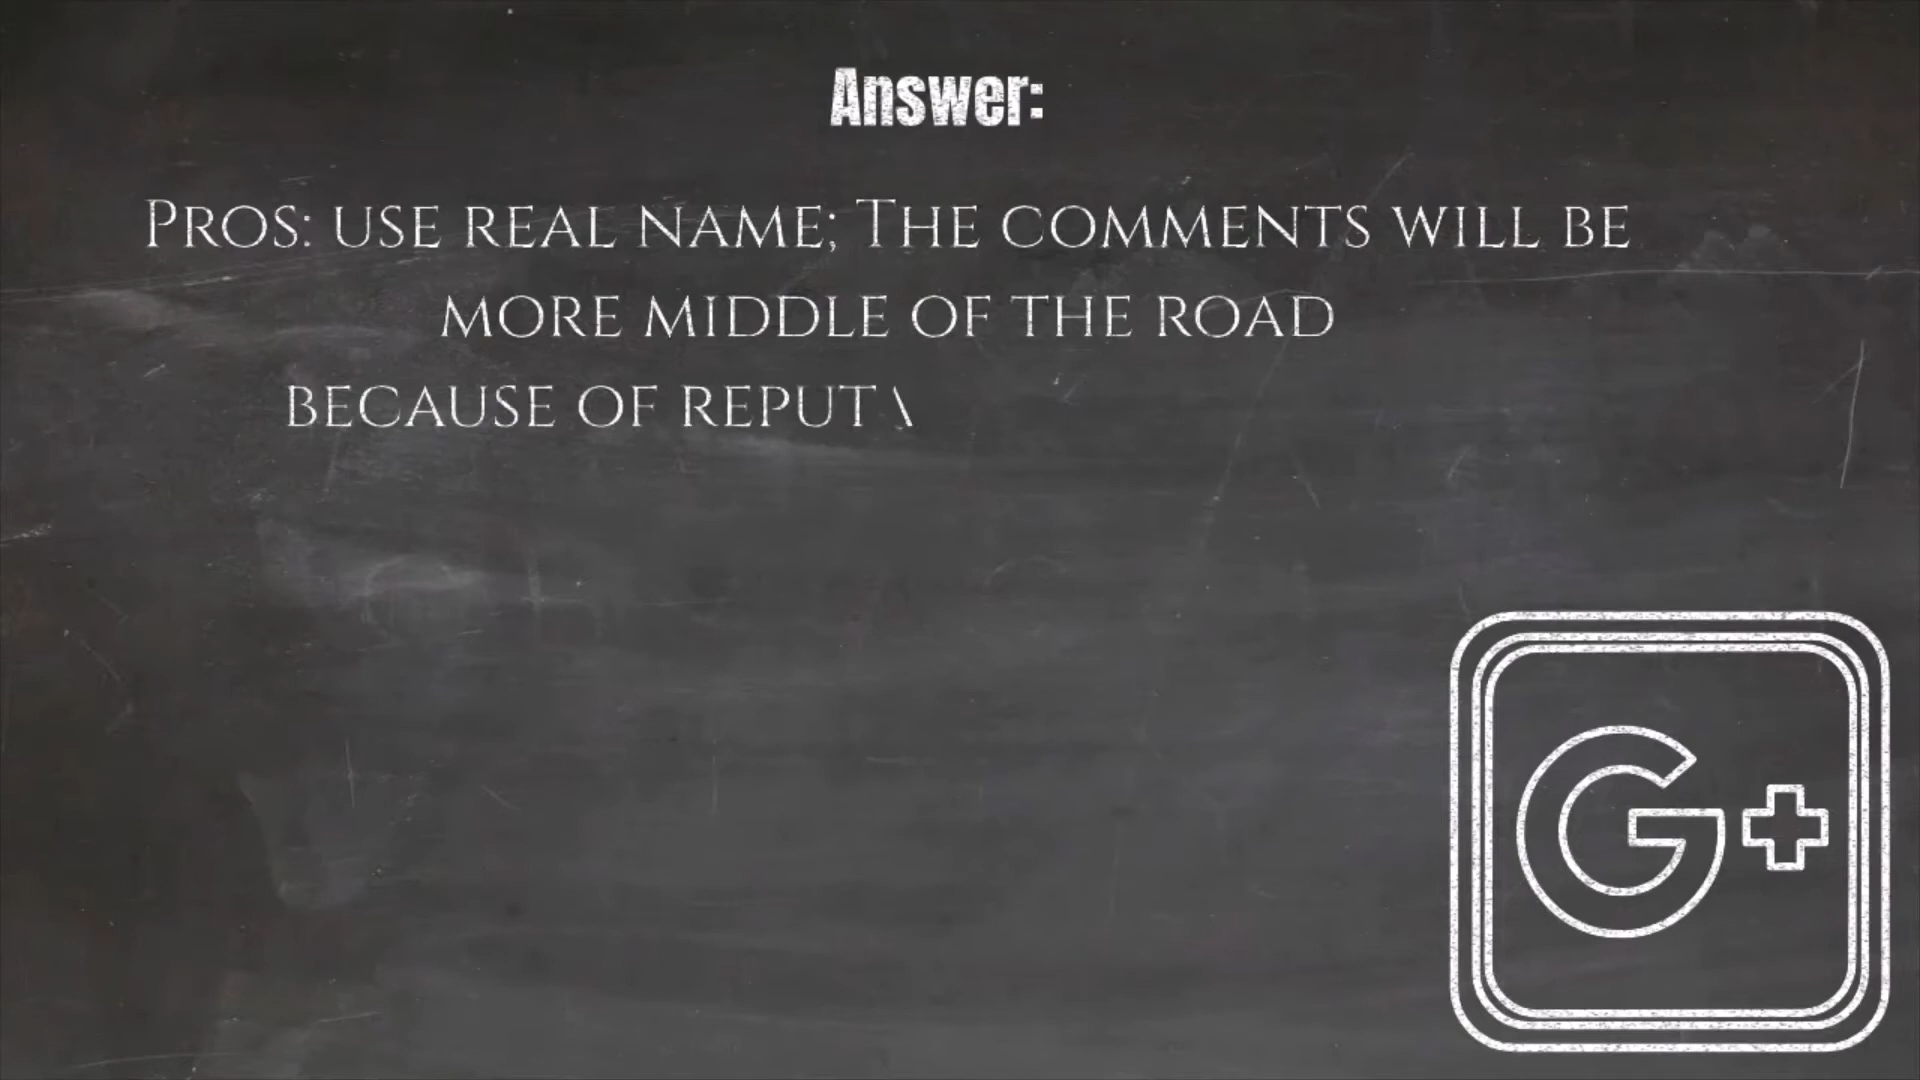 Answer:
Pros: use real name; The comments will be
more middle of the road
because of reput\
G+